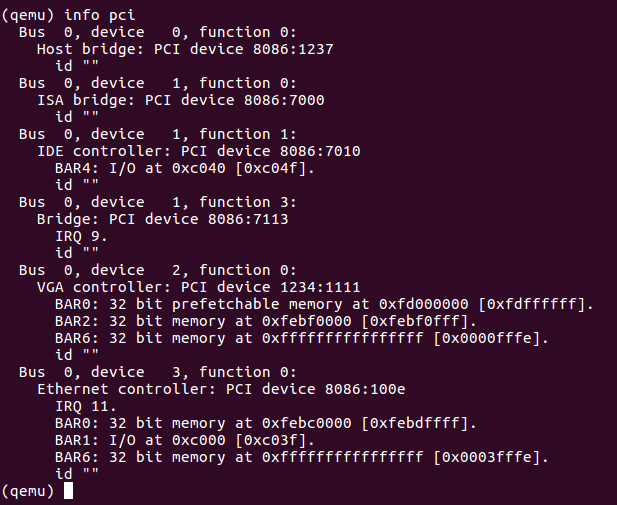 (qemu) info pci
  Bus  0, device   0, function 0:
    Host bridge: PCI device 8086:1237
      id ""
  Bus  0, device   1, function 0:
    ISA bridge: PCI device 8086:7000
      id ""
  Bus  0, device   1, function 1:
    IDE controller: PCI device 8086:7010
      BAR4: I/O at 0xc040 [0xc04f].
      id ""
  Bus  0, device   1, function 3:
    Bridge: PCI device 8086:7113
      IRQ 9.
      id ""
  Bus  0, device   2, function 0:
    VGA controller: PCI device 1234:1111
      BAR0: 32 bit prefetchable memory at 0xfd000000 [0xfdffffff].
      BAR2: 32 bit memory at 0xfebf0000 [0xfebf0fff].
      BAR6: 32 bit memory at 0xffffffffffffffff [0x0000fffe].
      id ""
  Bus  0, device   3, function 0:
    Ethernet controller: PCI device 8086:100e
      IRQ 11.
      BAR0: 32 bit memory at 0xfebc0000 [0xfebdffff].
      BAR1: I/O at 0xc000 [0xc03f].
      BAR6: 32 bit memory at 0xffffffffffffffff [0x0003fffe].
      id ""
(qemu)